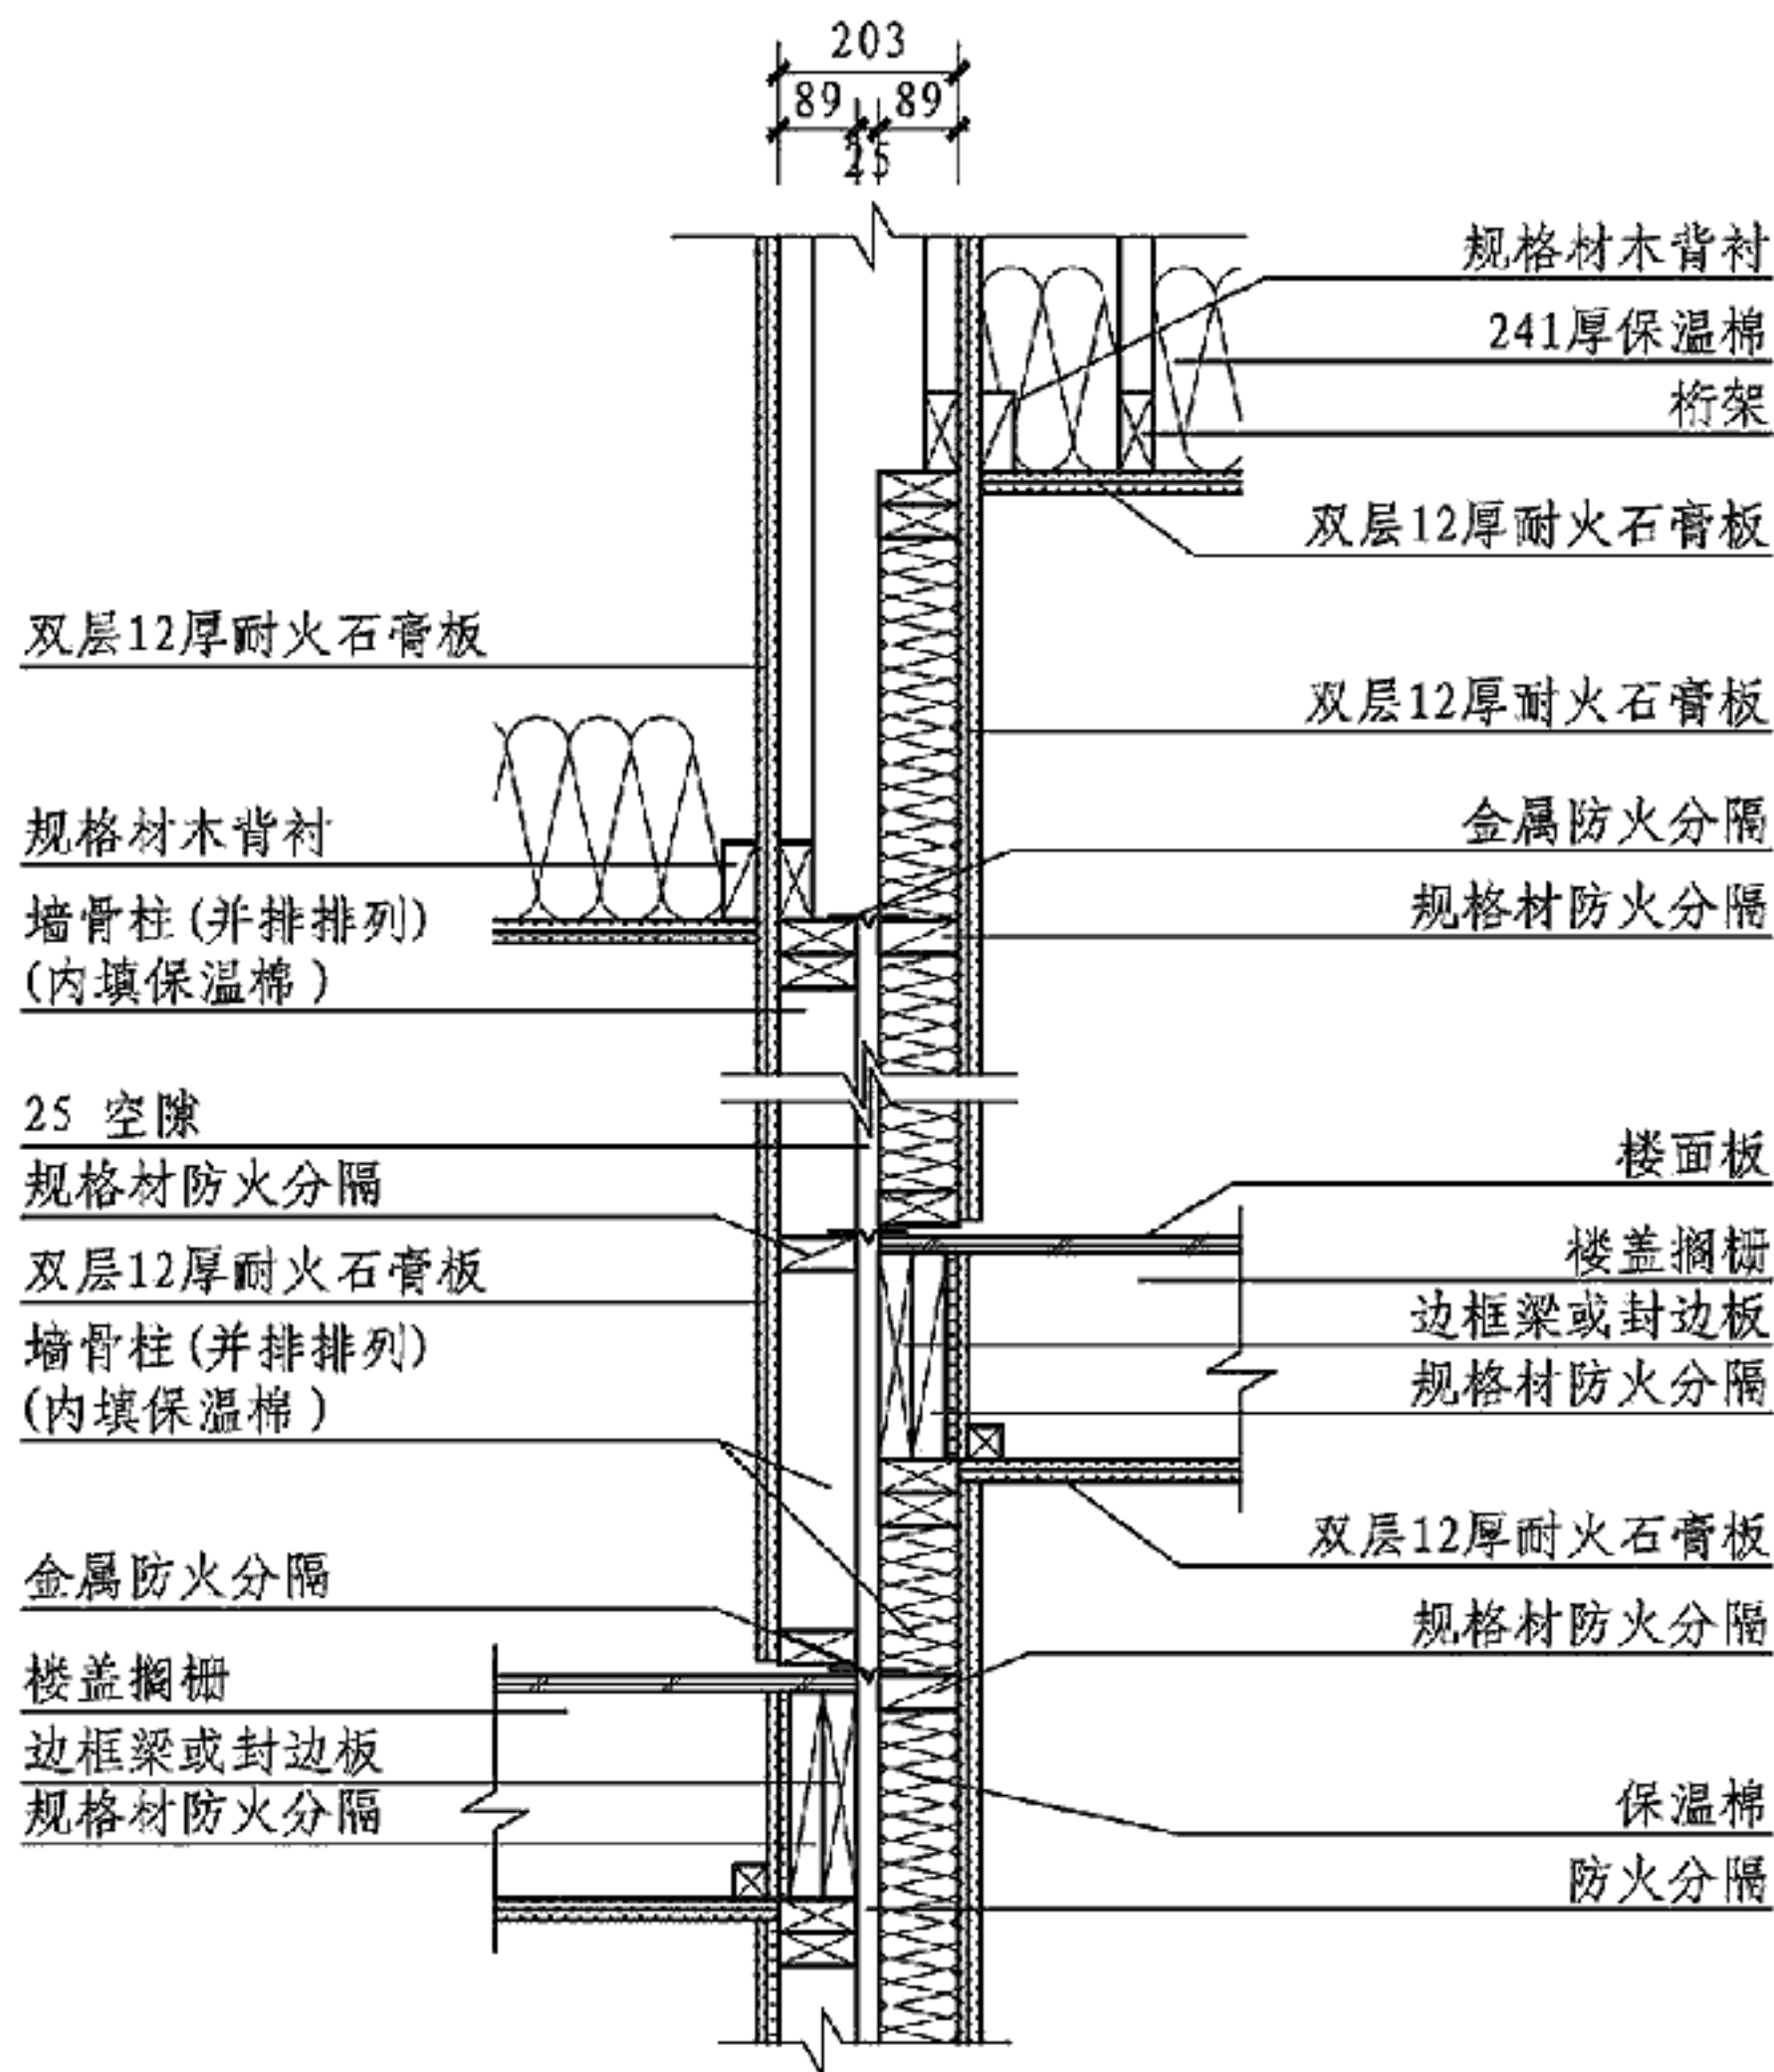 203
89
89
25
规格材木背衬
241厚保温棉
桁架
双层12厚耐火石膏板
双层12厚耐火石膏板
金属防火分隔
规格材防火分隔
楼面板
楼盖搁栅
边框梁或封边板
规格材防火分隔
双层12厚耐火石膏板
规格材防火分隔
保温棉
防火分隔
双层12厚耐火石膏板
规格材木背衬
墙骨柱(并排排列)
(内填保温棉)
25 空隙
规格材防火分隔
双层12厚耐火石膏板
墙骨柱(并排排列)
(内填保温棉)
金属防火分隔
楼盖搁栅
边框梁或封边板
规格材防火分隔